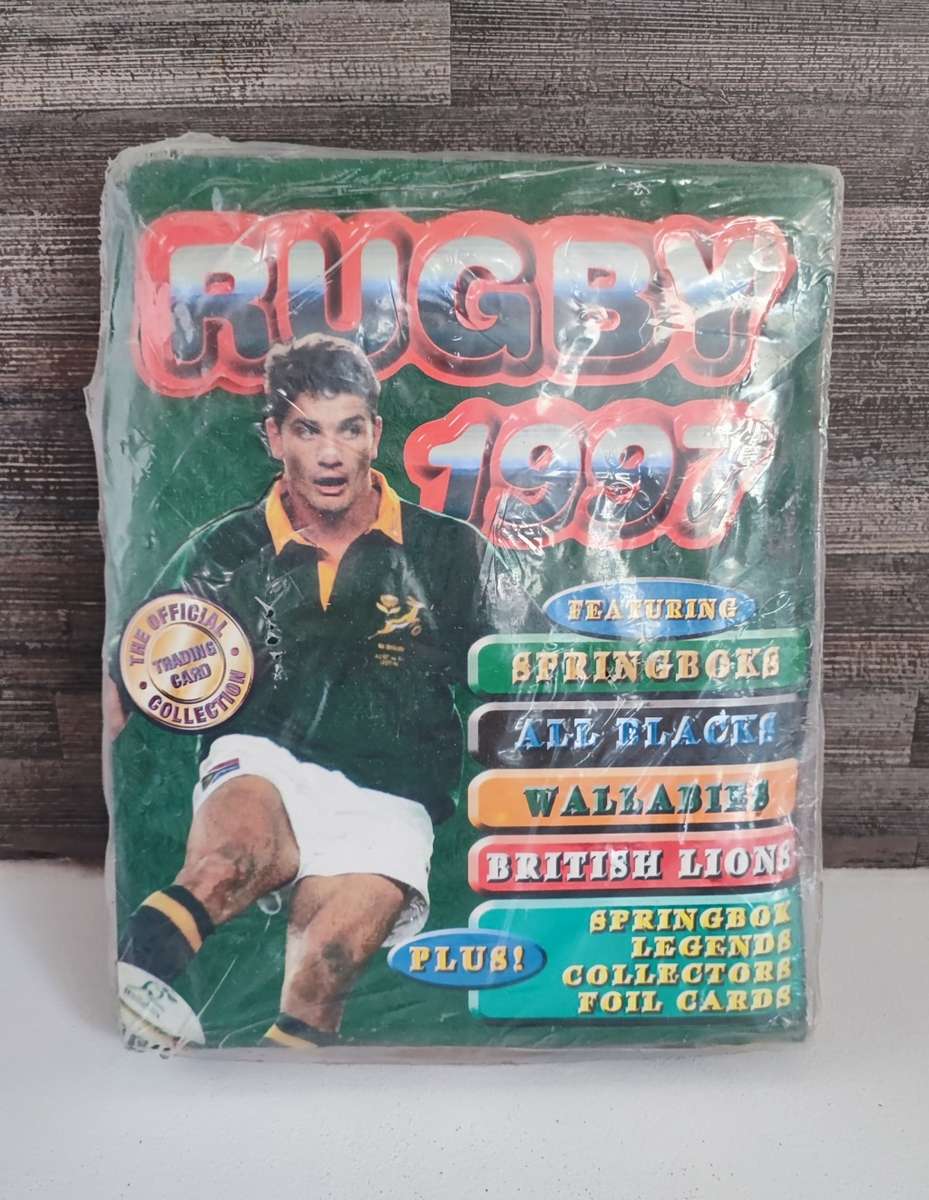 RUGBY
1997
THE OFFICIAL
TRADING
CARD
COLLECTION
FEATURING
SPRINGBOKS
ALL BLACKS
WALLABIES
BRITISH LIONS
PLUS!
SPRINGBOK
LEGENDS
COLLECTORS
FOIL CARDS